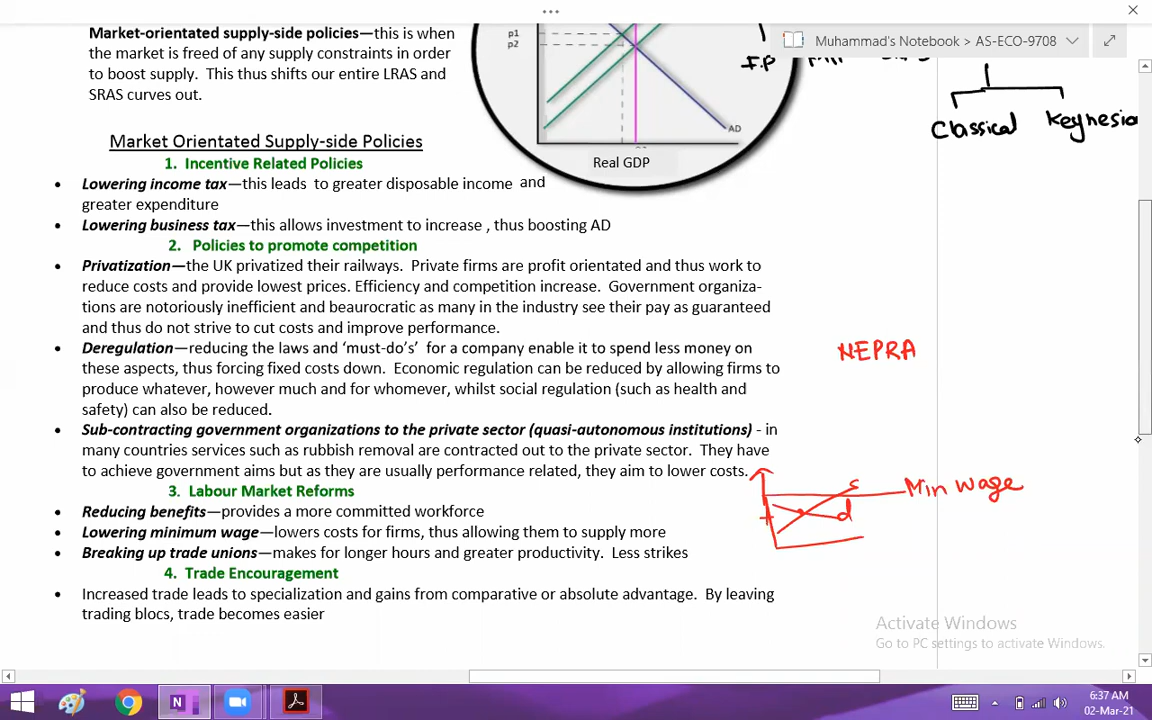 Market-orientated supply-side policies—this is when
the market is freed of any supply constraints in order
to boost supply. This thus shifts our entire LRAS and
SRAS curves out.
p1
p2
AD
Real GDP
Muhammad's Notebook > AS-ECO-9708
F.P
Classical
Keynesian
Market Orientated Supply-side Policies
1. Incentive Related Policies
• Lowering income tax—this leads to greater disposable income and
greater expenditure
• Lowering business tax—this allows investment to increase , thus boosting AD
2. Policies to promote competition
• Privatization—the UK privatized their railways. Private firms are profit orientated and thus work to
reduce costs and provide lowest prices. Efficiency and competition increase. Government organiza-
tions are notoriously inefficient and beaurocratic as many in the industry see their pay as guaranteed
and thus do not strive to cut costs and improve performance.
• Deregulation—reducing the laws and ‘must-do’s’ for a company enable it to spend less money on
these aspects, thus forcing fixed costs down. Economic regulation can be reduced by allowing firms to
produce whatever, however much and for whomever, whilst social regulation (such as health and
safety) can also be reduced.
NEPRA
• Sub-contracting government organizations to the private sector (quasi-autonomous institutions) - in
many countries services such as rubbish removal are contracted out to the private sector. They have
to achieve government aims but as they are usually performance related, they aim to lower costs.
3. Labour Market Reforms
• Reducing benefits—provides a more committed workforce
• Lowering minimum wage—lowers costs for firms, thus allowing them to supply more
• Breaking up trade unions—makes for longer hours and greater productivity. Less strikes
s
Min wage
d
4. Trade Encouragement
• Increased trade leads to specialization and gains from comparative or absolute advantage. By leaving
trading blocs, trade becomes easier
Activate Windows
Go to PC settings to activate Windows.
6:37 AM
02-Mar-21